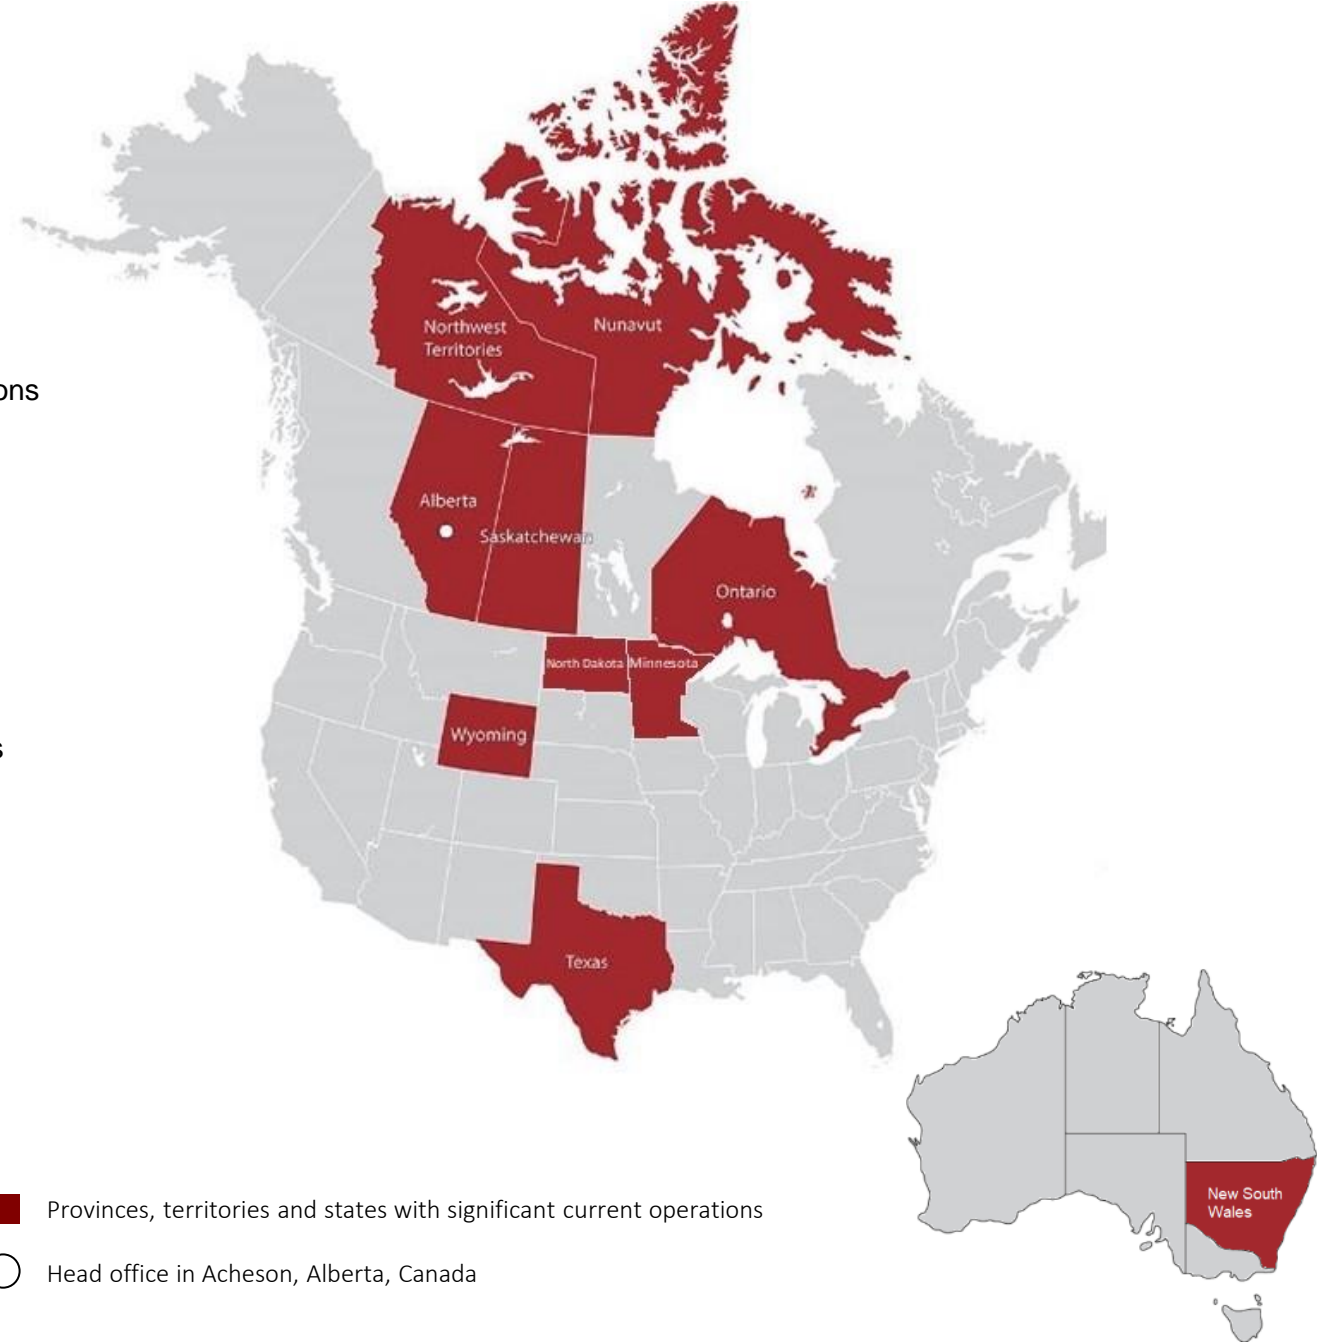 Northwest
Territories
Nunavut
ons
Alberta
Saskatchewan
Ontario
North Dakota
Minnesota
Wyoming
s
Texas
New South
Wales
Provinces, territories and states with significant current operations
Head office in Acheson, Alberta, Canada